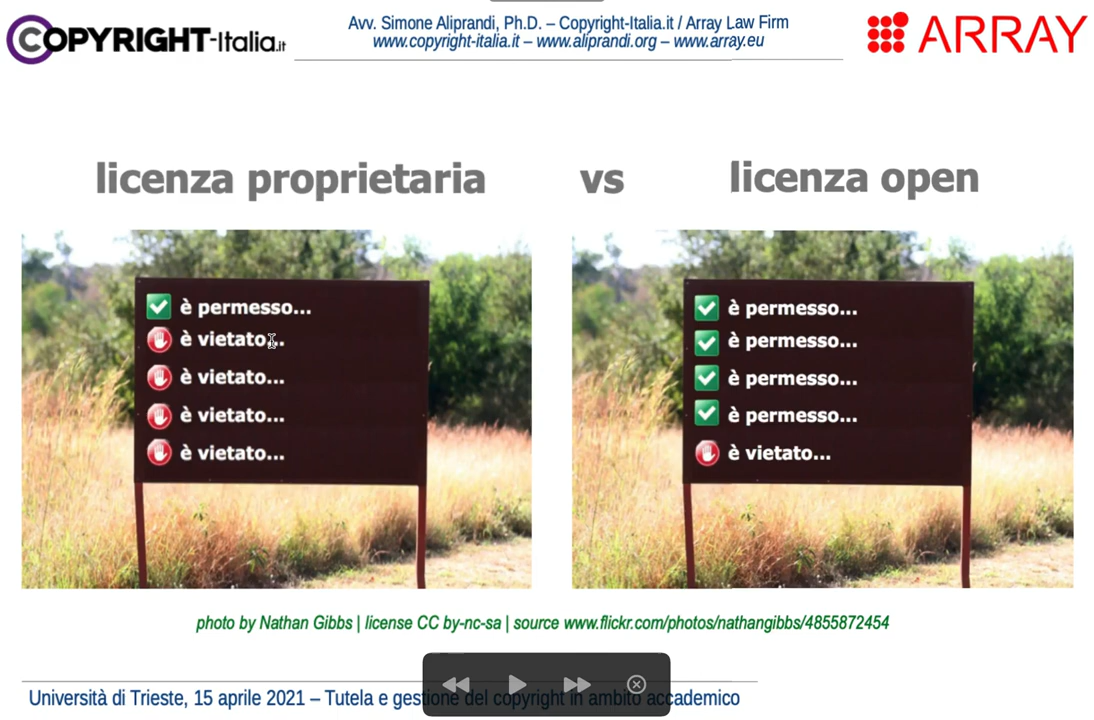 COPYRIGHT-Italia.it
Avv. Simone Aliprandi, Ph.D. – Copyright-Italia.it / Array Law Firm
www.copyright-italia.it – www.aliprandi.org – www.array.eu
ARRAY
licenza proprietaria vs licenza open
è permesso...
è vietato...
è vietato...
è vietato...
è vietato...
è permesso...
è permesso...
è permesso...
è permesso...
è vietato...
photo by Nathan Gibbs | license CC by-nc-sa | source www.flickr.com/photos/nathangibbs/4855872454
Università di Trieste, 15 aprile 2021 – Tutela e gestione del copyright in ambito accademico